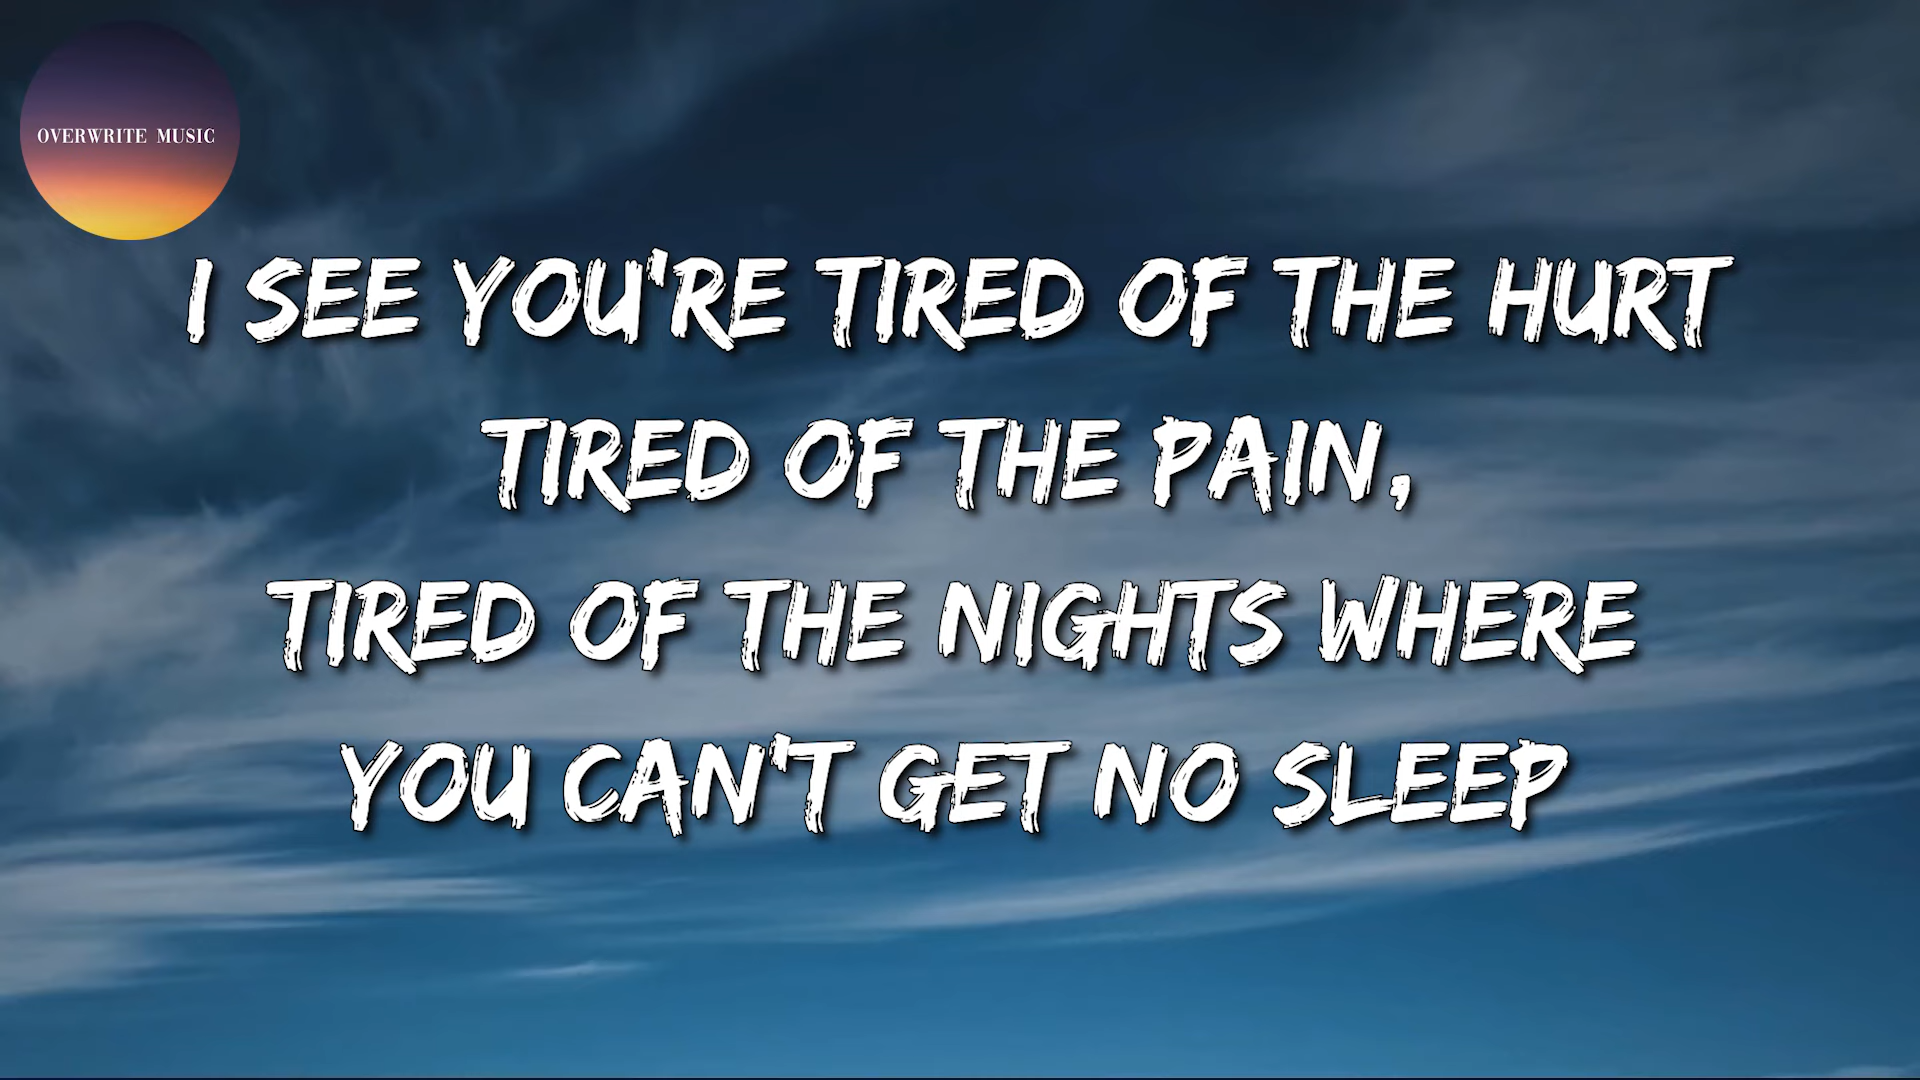 OVERWRITE MUSIC
I SEE YOU'RE TIRED OF THE HURT
TIRED OF THE PAIN,
TIRED OF THE NIGHTS WHERE
YOU CAN'T GET NO SLEEP